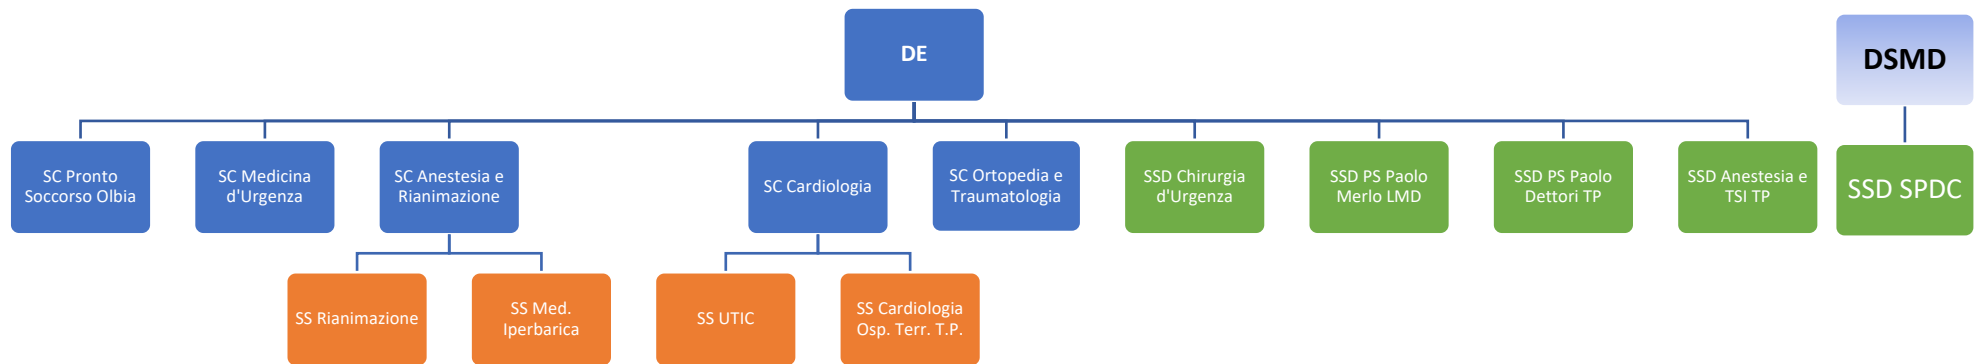 DE
DSMD
SC Pronto
Soccorso Olbia
SC Medicina
d'Urgenza
SC Anestesia e
Rianimazione
SC Cardiologia
SC Ortopedia e
Traumatologia
SSD Chirurgia
d'Urgenza
SSD PS Paolo
Merlo LMD
SSD PS Paolo
Dettori TP
SSD Anestesia e
TSI TP
SSD SPDC
SS Rianimazione
SS Med.
Iperbarica
SS UTIC
SS Cardiologia
Osp. Terr. T.P.